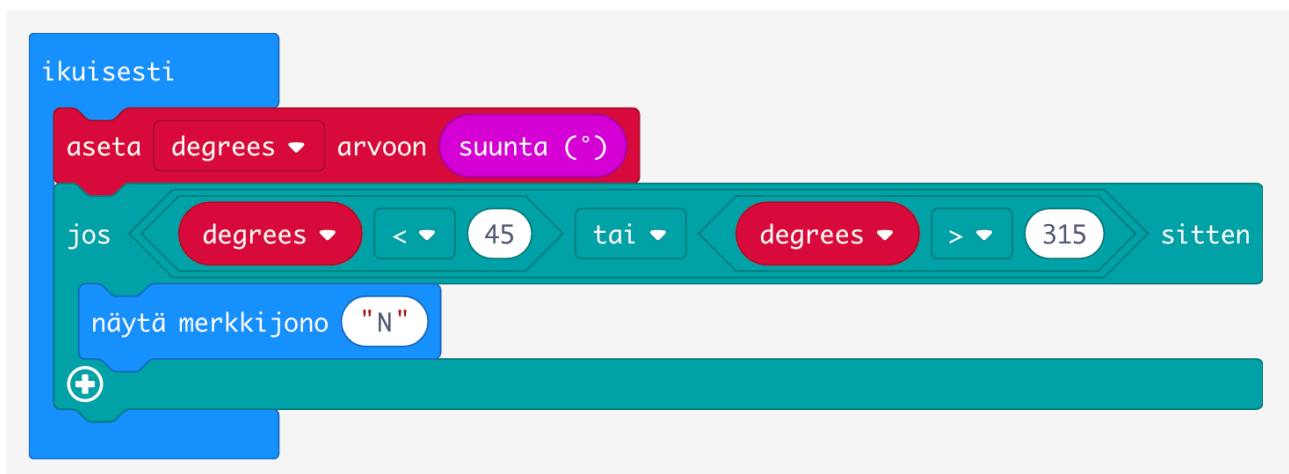 ikuisesti
aseta degrees arvoon suunta (°)
jos degrees < 45 tai degrees > 315 sitten
näytä merkkijono "N"